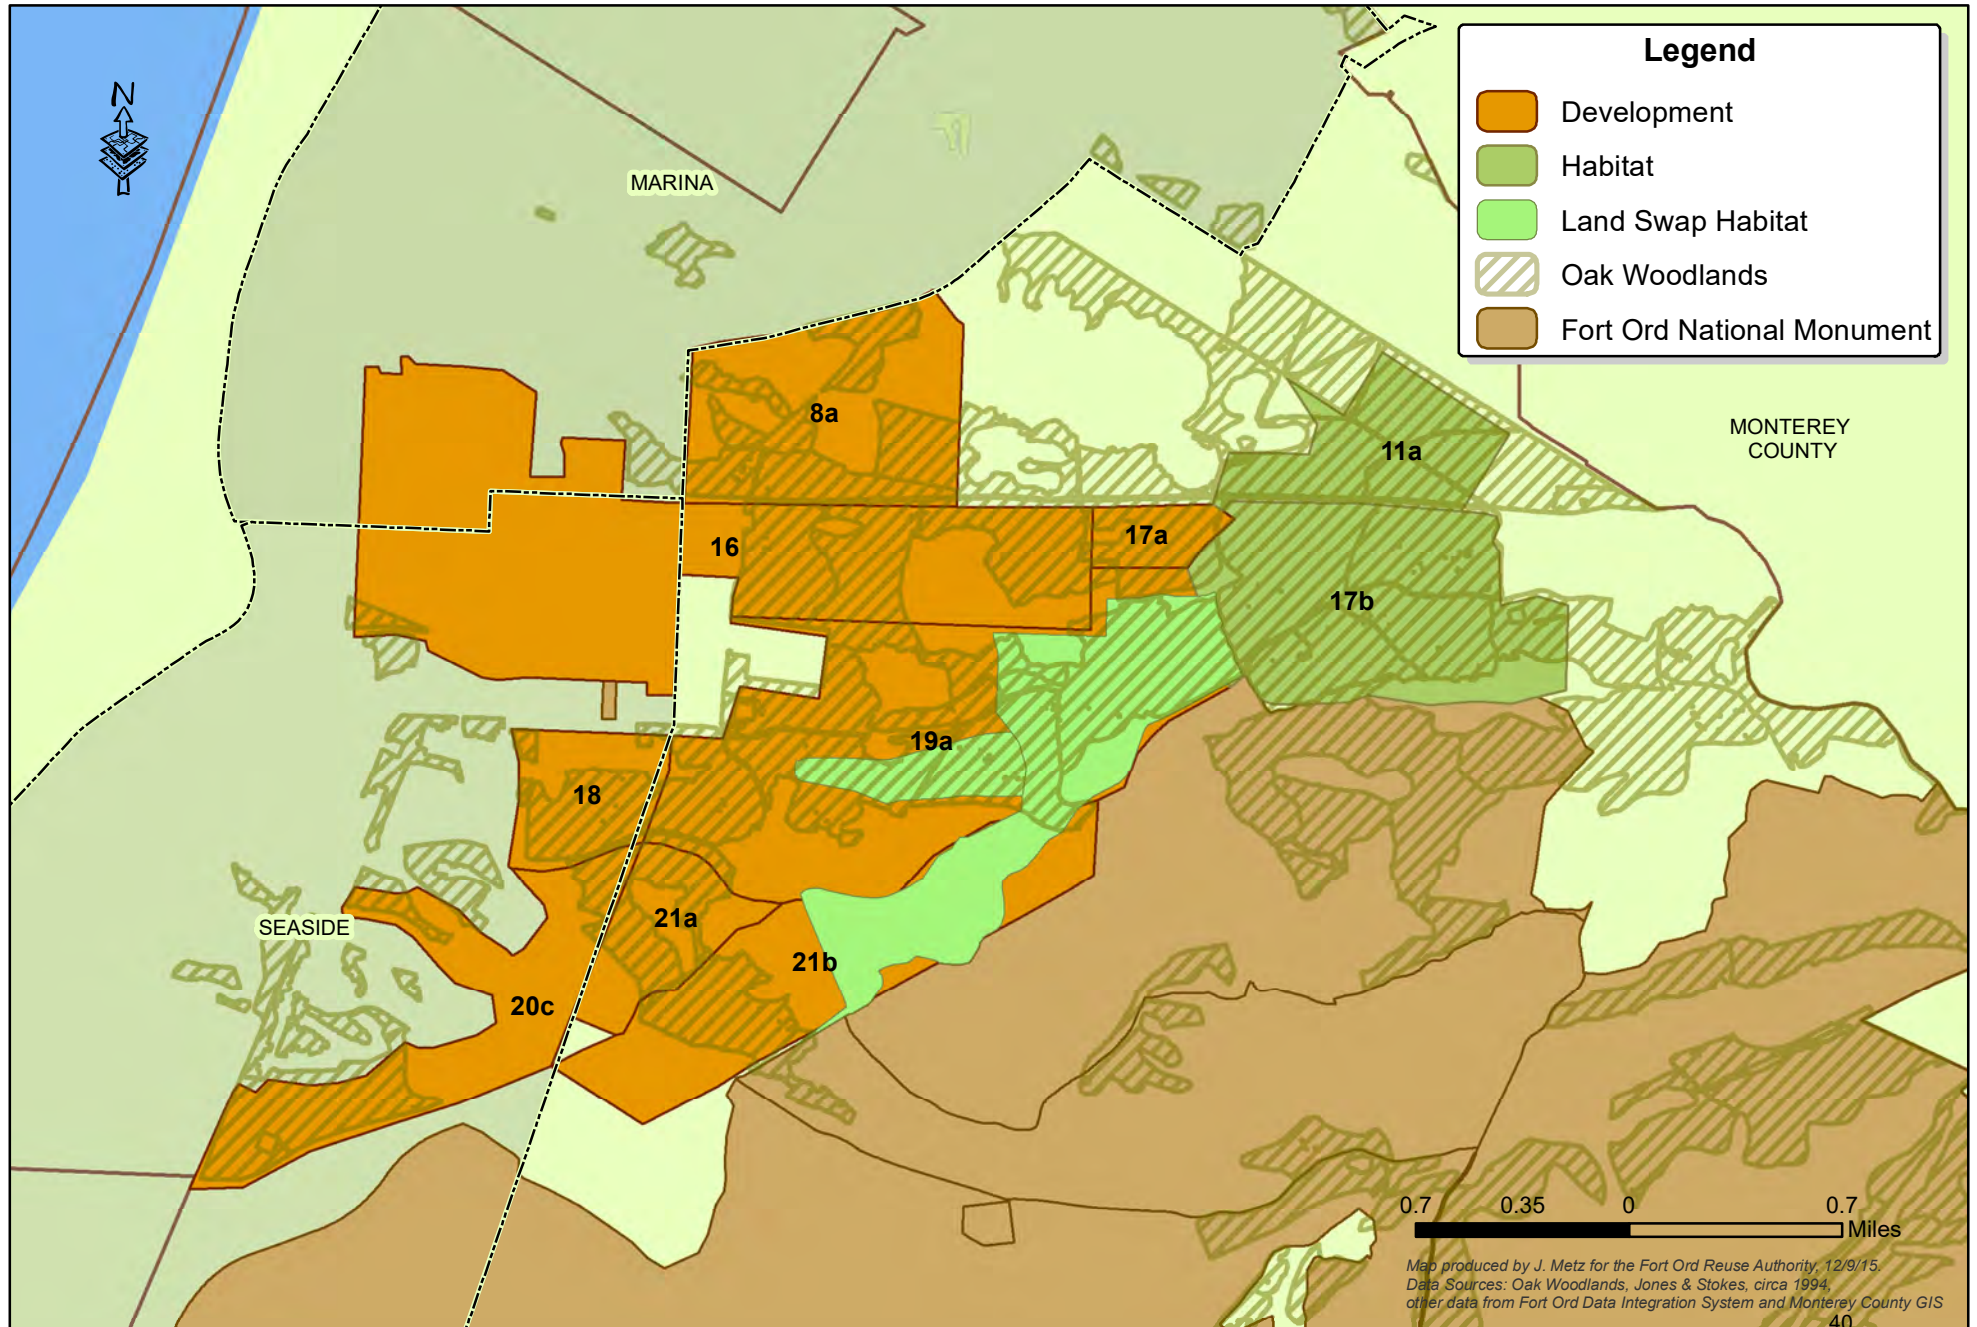 N
Legend
Development
Habitat
Land Swap Habitat
Oak Woodlands
Fort Ord National Monument
MARINA
MONTEREY
COUNTY
8a
11a
16
17a
17b
19a
18
21a
SEASIDE
21b
20c
0.7 0.35 0 0.7
Miles
Map produced by J. Metz for the Fort Ord Reuse Authority, 12/9/15.
Data Sources: Oak Woodlands, Jones & Stokes, circa 1994,
other data from Fort Ord Data Integration System and Monterey County GIS
40